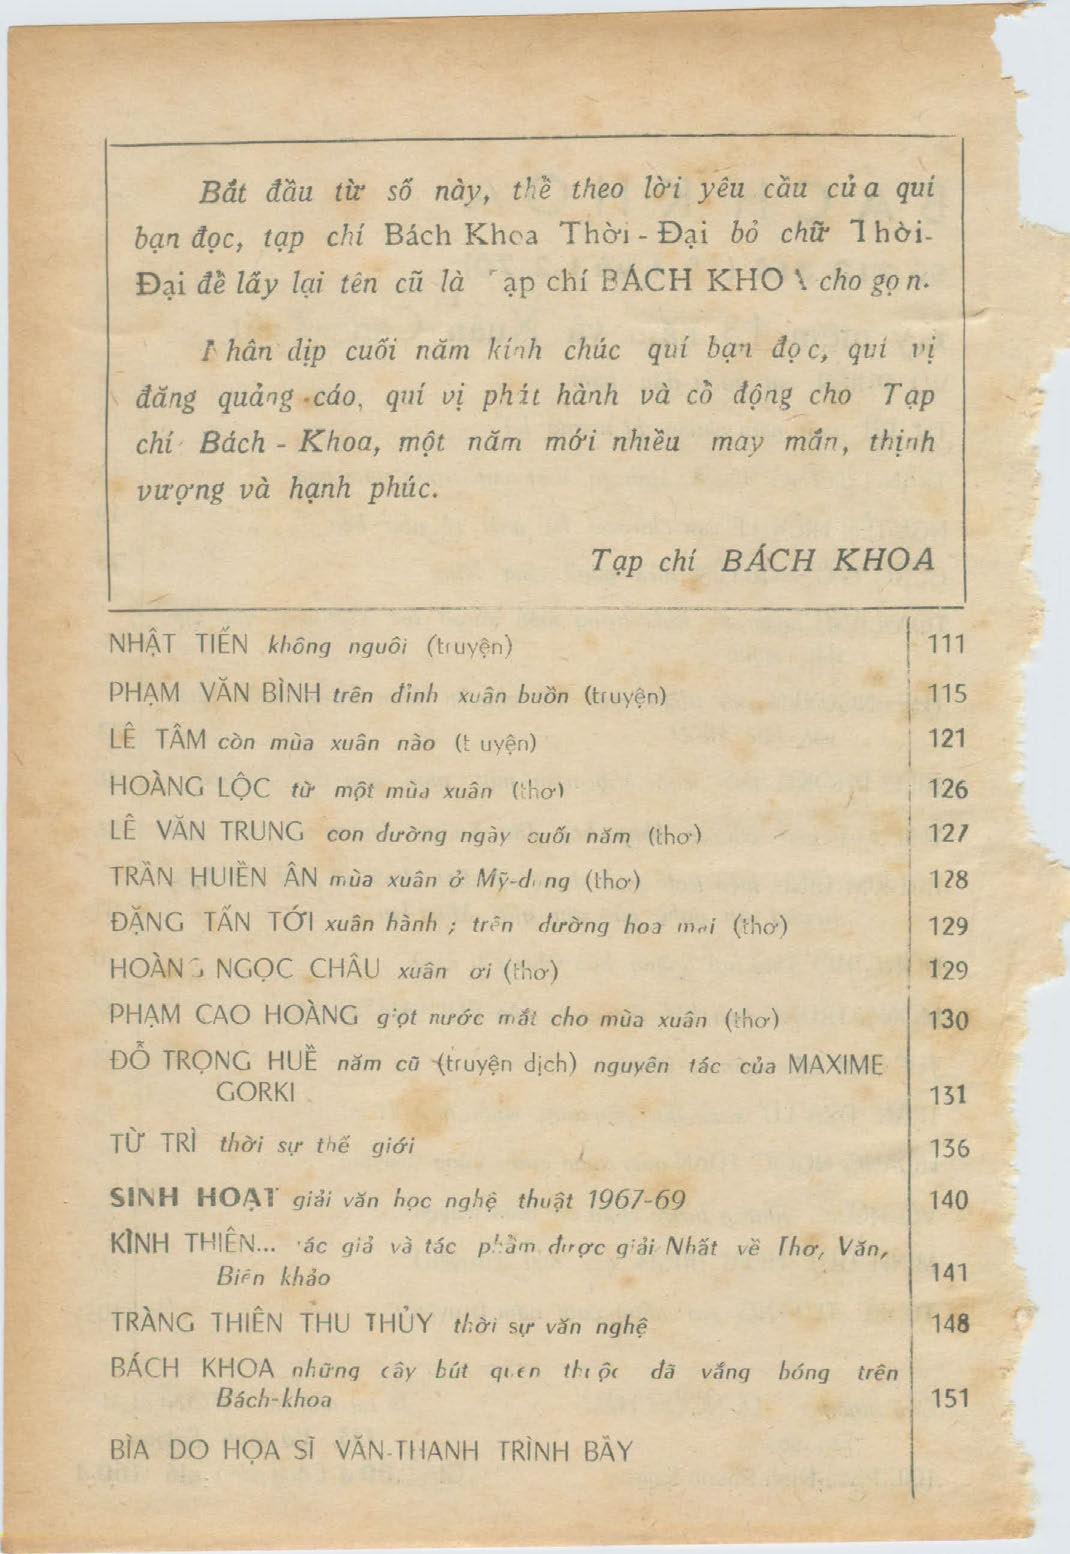 Bắt đầu từ số này, thể theo lời yêu cầu của quí
bạn đọc, tạp chí Bách Khoa Thời - Đại bỏ chữ Thời-
Đại để lấy lại tên cũ là Tạp chí BÁCH KHOA cho gọn.
Nhân dịp cuối năm kính chúc quí bạn đọc, quí vị
đăng quảng cáo, quí vị phát hành và cổ động cho Tạp
chí Bách - Khoa, một năm mới nhiều may mắn, thịnh
vượng và hạnh phúc.
Tạp chí BÁCH KHOA
NHẬT TIẾN không nguôi (truyện) 111
PHẠM VĂN BÌNH trên đỉnh xuân buồn (truyện) 115
LÊ TÂM còn mùa xuân nào (truyện) 121
HOÀNG LỘC từ một mùa xuân (thơ) 126
LÊ VĂN TRUNG con đường ngày cuối năm (thơ) 127
TRẦN HUIỀN ÂN mùa xuân ở Mỹ-dung (thơ) 128
ĐẶNG TẤN TỚI xuân hành ; trên đường hoa mai (thơ) 129
HOÀNG NGỌC CHÂU xuân ơi (thơ) 129
PHẠM CAO HOÀNG giọt nước mắt cho mùa xuân (thơ) 130
ĐỖ TRỌNG HUỀ năm cũ (truyện dịch) nguyên tác của MAXIME
GORKI 131
TỪ TRÌ thời sự thế giới 136
SINH HOẠT giải văn học nghệ thuật 1967-69 140
KÌNH THIÊN... tác giả và tác phẩm được giải Nhất về Thơ, Văn,
Biên khảo 141
TRÀNG THIÊN THU THỦY thời sự văn nghệ 148
BÁCH KHOA những cây bút quen thuộc đã vắng bóng trên
Bách-khoa 151
BÌA DO HỌA SĨ VĂN-THANH TRÌNH BẦY